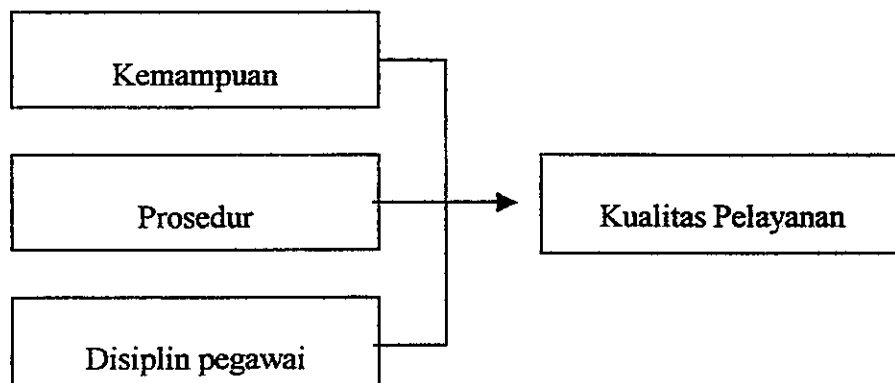 Kemampuan
Prosedur
Kualitas Pelayanan
Disiplin pegawai